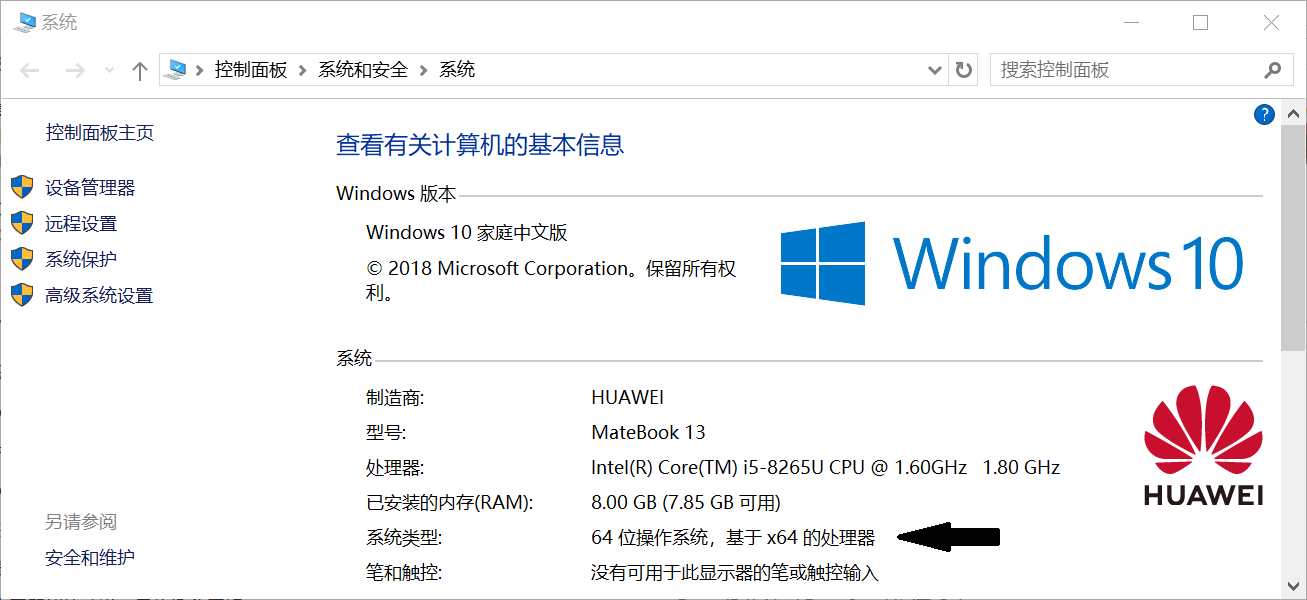 系统
控制面板 系统和安全 系统
搜索控制面板
控制面板主页
设备管理器
远程设置
系统保护
高级系统设置
另请参阅
安全和维护
?
查看有关计算机的基本信息
Windows 版本
Windows 10 家庭中文版
© 2018 Microsoft Corporation。保留所有权
利。
Windows 10
系统
制造商: HUAWEI
型号: MateBook 13
处理器: Intel(R) Core(TM) i5-8265U CPU @ 1.60GHz 1.80 GHz
已安装的内存(RAM): 8.00 GB (7.85 GB 可用)
系统类型: 64 位操作系统，基于 x64 的处理器
笔和触控: 没有可用于此显示器的笔或触控输入
HUAWEI